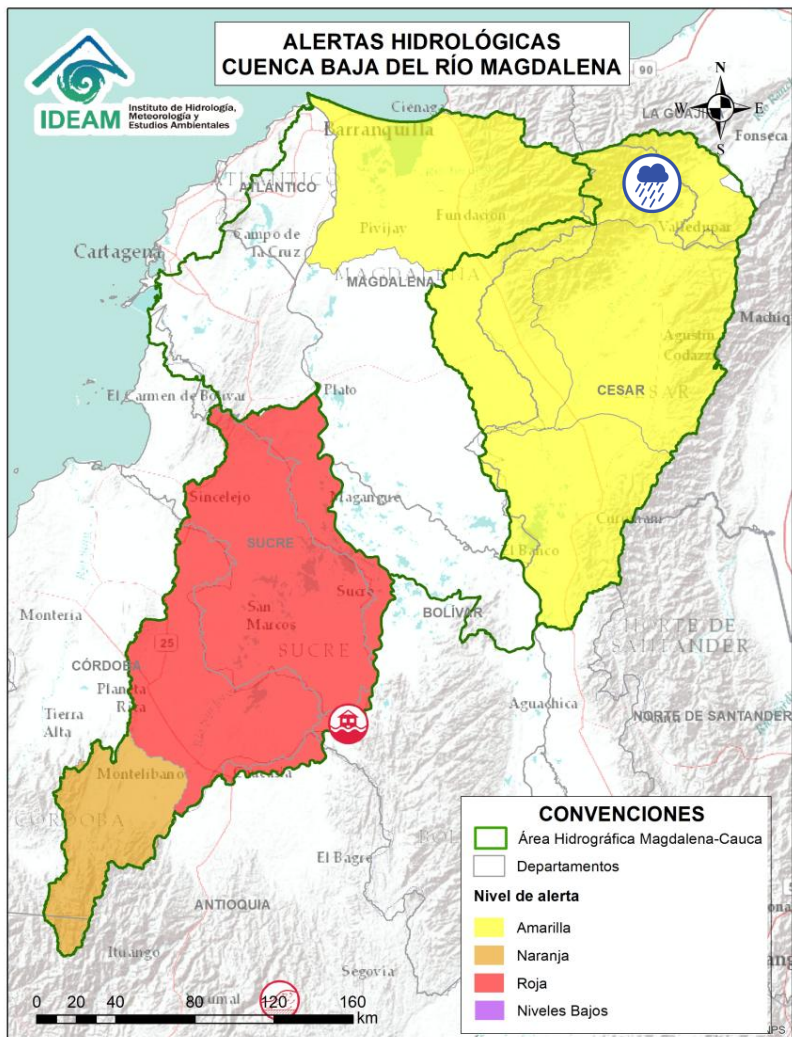 ALERTAS HIDROLÓGICAS
CUENCA BAJA DEL RÍO MAGDALENA
IDEAM
Instituto de Hidrología,
Meteorología y
Estudios Ambientales
90
N
W
E
S
LA GUAJIRA
Fonseca
Ciénaga
Barranquilla
ATLÁNTICO
Campo de
la Cruz
Cartagena
Pivijay
Fundación
Valledupar
MAGDALENA
MAGDALENA
Machiq
Agustín
Codazzi
CESAR
El Carmen de Bolívar
Plato
Sincelejo
Magangué
SUCRE
Curumaní
El Banco
Sucre
San
Marcos
BOLÍVAR
Montería
25
SUCRE
NORTE DE
SANTANDER
CÓRDOBA
Planeta
Rica
Tierra
Alta
Aguachica
NORTE DE SANTANDER
Montelíbano
CÓRDOBA
El Bagre
ANTIOQUIA
Ituango
Segovia
CONVENCIONES
Área Hidrográfica Magdalena-Cauca
Departamentos
Nivel de alerta
Amarilla
Naranja
Roja
Niveles Bajos
0 20 40 80 120 160
km